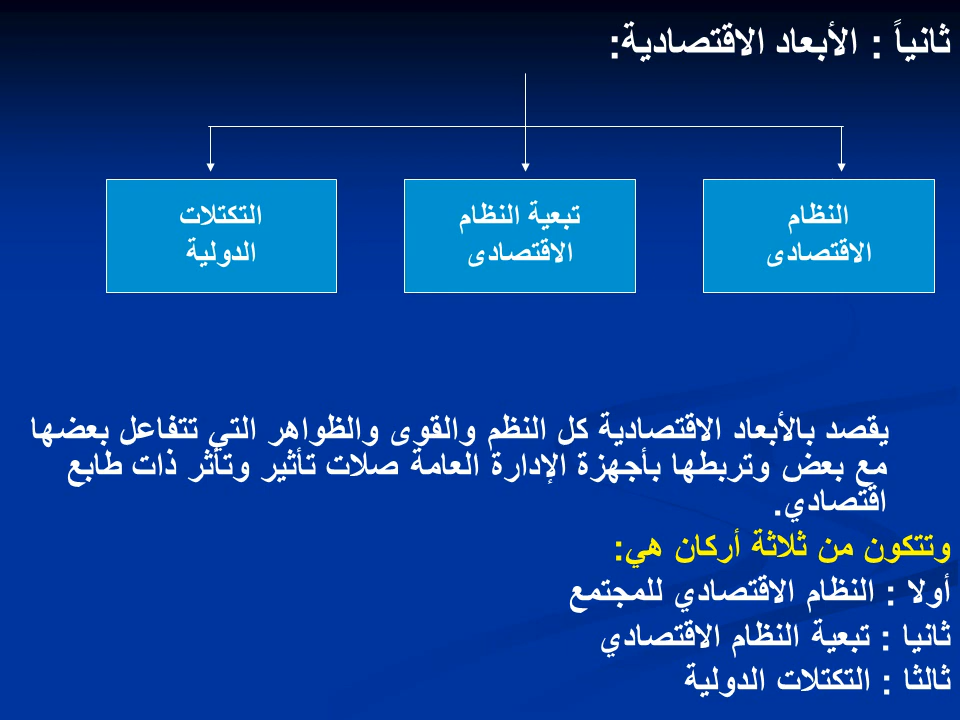 ثانياً : الأبعاد الاقتصادية:
النظام
الاقتصادى
تبعية النظام
الاقتصادى
التكتلات
الدولية
يقصد بالأبعاد الاقتصادية كل النظم والقوى والظواهر التي تتفاعل بعضها
مع بعض وتربطها بأجهزة الإدارة العامة صلات تأثير وتأثر ذات طابع
اقتصادي.
وتتكون من ثلاثة أركان هي:
أولا : النظام الاقتصادي للمجتمع
ثانيا : تبعية النظام الاقتصادي
ثالثا : التكتلات الدولية